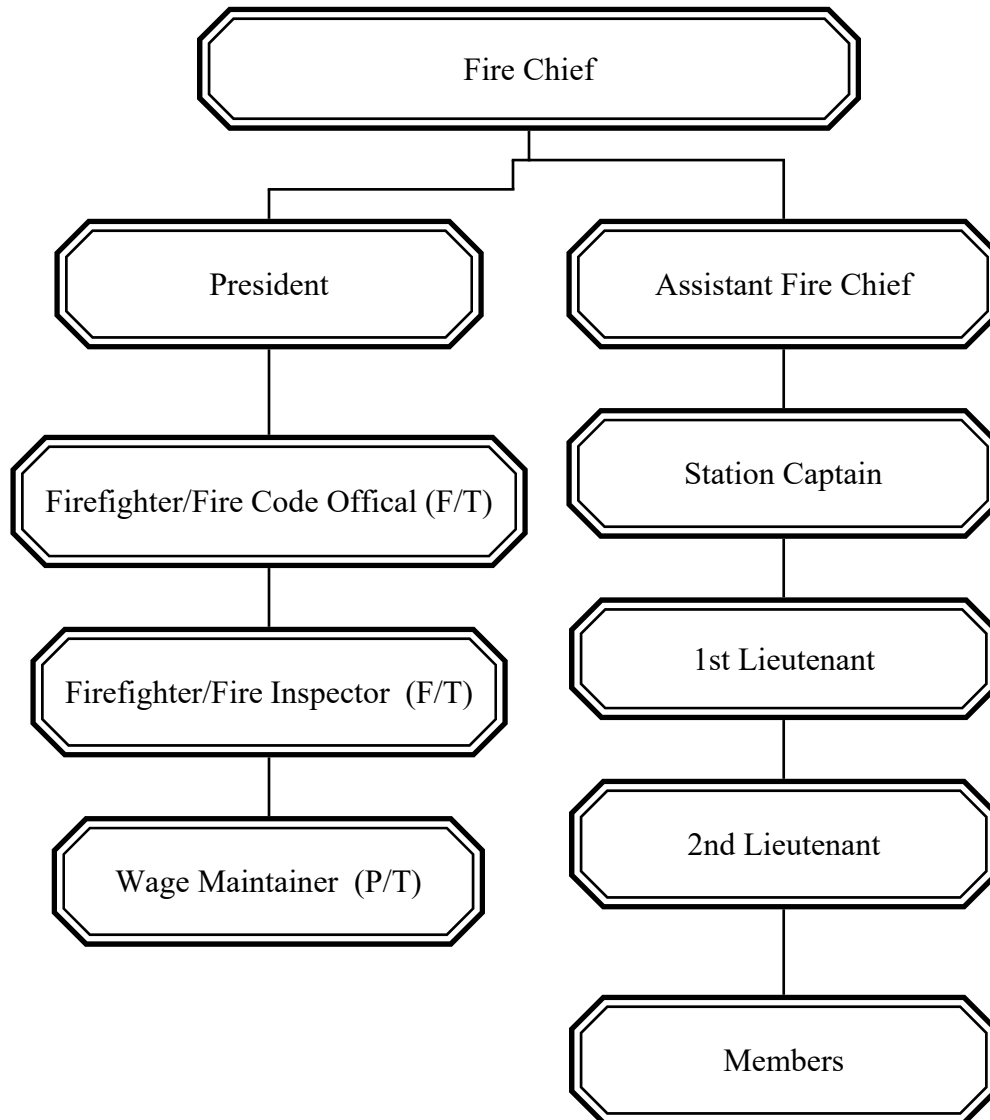 Fire Chief
President
Assistant Fire Chief
Firefighter/Fire Code Offical (F/T)
Station Captain
Firefighter/Fire Inspector  (F/T)
1st Lieutenant
Wage Maintainer  (P/T)
2nd Lieutenant
Members